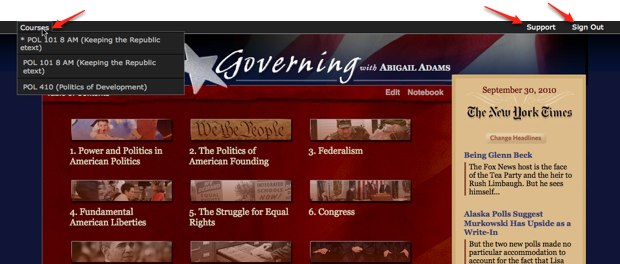 Courses
Support
Sign Out
* POL 101 8 AM (Keeping the Republic
etext)
POL 101 8 AM (Keeping the Republic
etext)
POL 410 (Politics of Development)
Governing with ABIGAIL ADAMS
Table of Contents
Edit
Notebook
1. Power and Politics in
American Politics
2. The Politics of
American Founding
3. Federalism
4. Fundamental
American Liberties
5. The Struggle for Equal
Rights
6. Congress
We the People
INTEGRATED
SCHOOLS
NOW!
September 30, 2010
The New York Times
Change Headlines
Being Glenn Beck
The Fox News host is the face
of the Tea Party and the heir to
Rush Limbaugh. But he sees
himself...
Alaska Polls Suggest
Murkowski Has Upside as a
Write-In
But the two new polls made no
particular accommodation to
account for the fact that Lisa